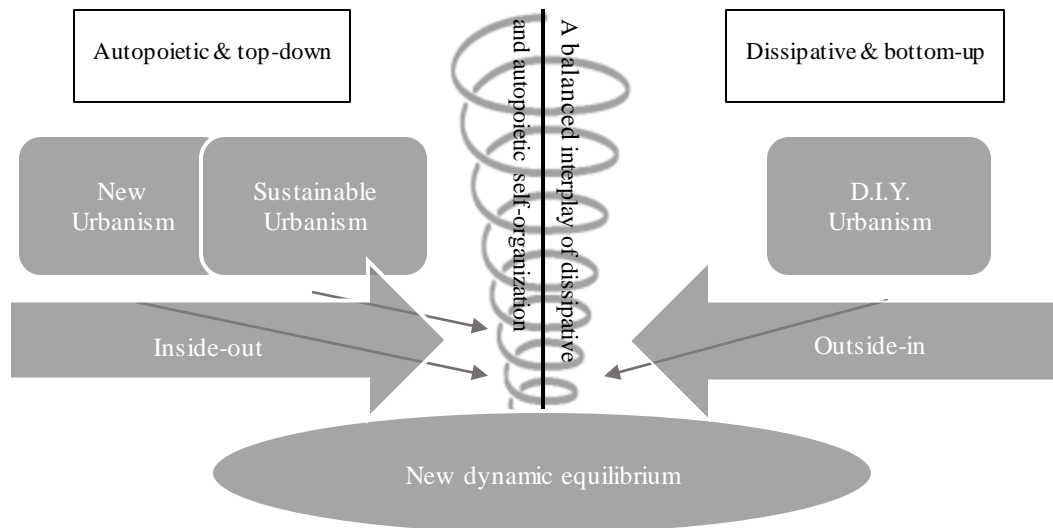 Autopoietic & top-down
Dissipative & bottom-up
A balanced interplay of dissipative
and autopoietic self-organization
New
Urbanism
Sustainable
Urbanism
D.I.Y.
Urbanism
Inside-out
Outside-in
New dynamic equilibrium